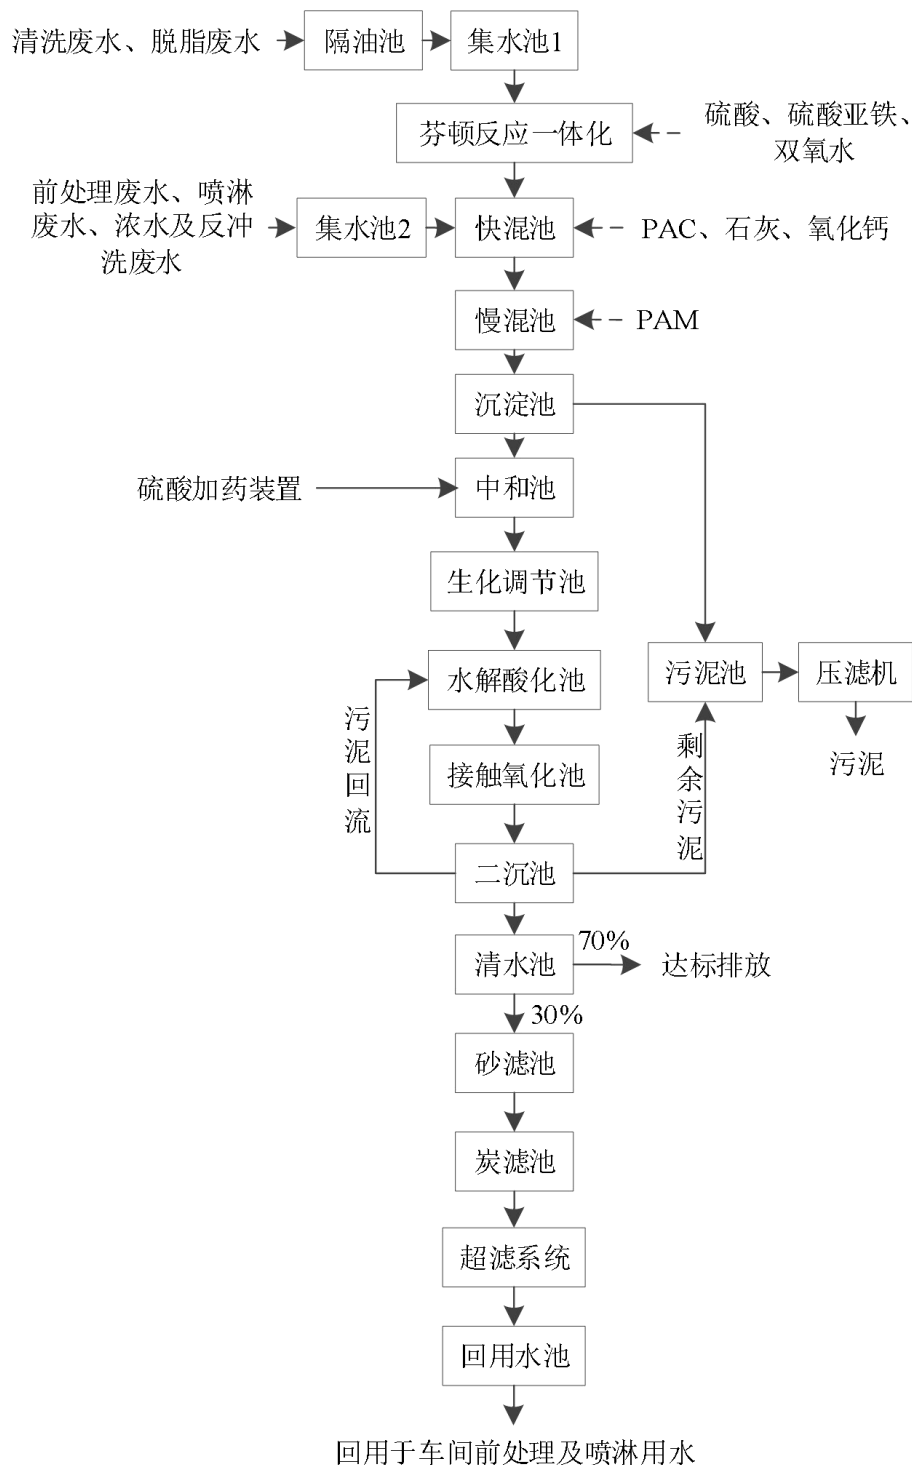 清洗废水、脱脂废水
隔油池
集水池1
芬顿反应一体化
硫酸、硫酸亚铁、
双氧水
前处理废水、喷淋
废水、浓水及反冲
洗废水
集水池2
快混池
PAC、石灰、氧化钙
慢混池
PAM
沉淀池
硫酸加药装置
中和池
生化调节池
水解酸化池
污泥池
压滤机
污泥回流
接触氧化池
剩余污泥
污泥
二沉池
清水池
70%
达标排放
30%
砂滤池
炭滤池
超滤系统
回用水池
回用于车间前处理及喷淋用水